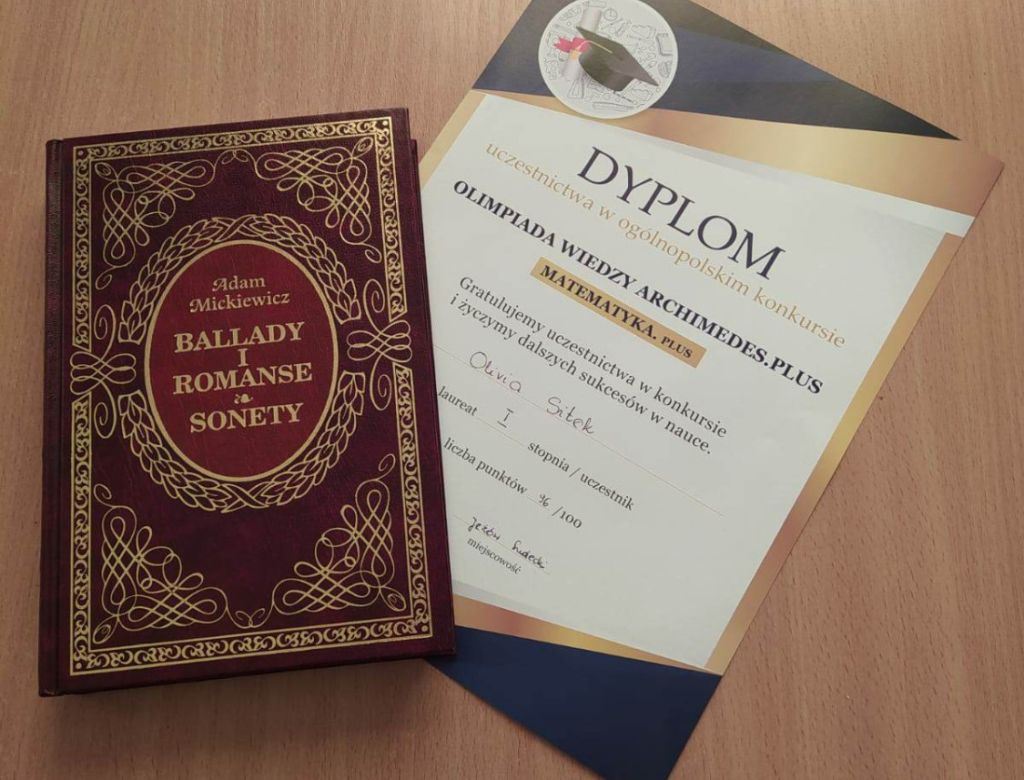 Adam
Mickiewicz
BALLADY
I
ROMANSE
SONETY
DYPLOM
uczestnictwa w ogólnopolskim konkursie
OLIMPIADA WIEDZY ARCHIMEDES.PLUS
MATEMATYKA. PLUS
Gratulujemy uczestnictwa w konkursie
i życzymy dalszych sukcesów w nauce.
Olivia Sitek
laureat I stopnia / uczestnik
liczba punktów 96 /100
miejscowość